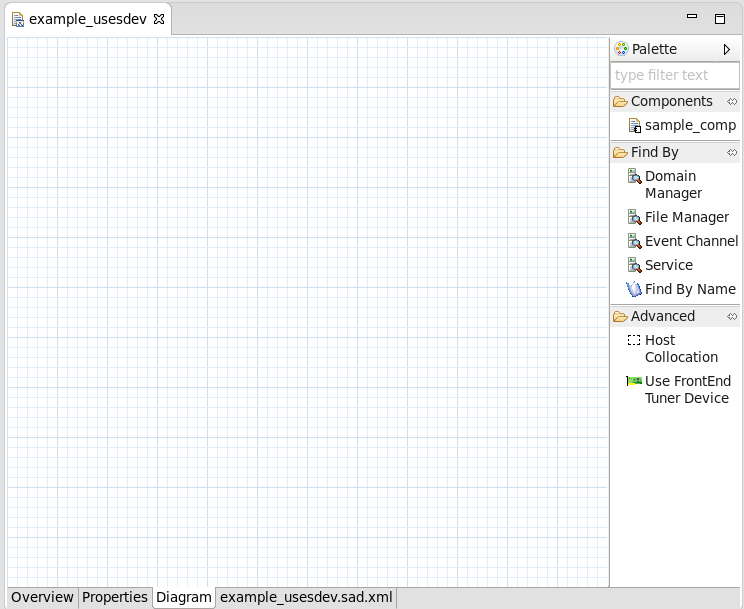 example_usesdev
Palette
type filter text
Components
sample_comp
Find By
Domain
Manager
File Manager
Event Channel
Service
Find By Name
Advanced
Host
Collocation
Use FrontEnd
Tuner Device
Overview Properties Diagram example_usesdev.sad.xml